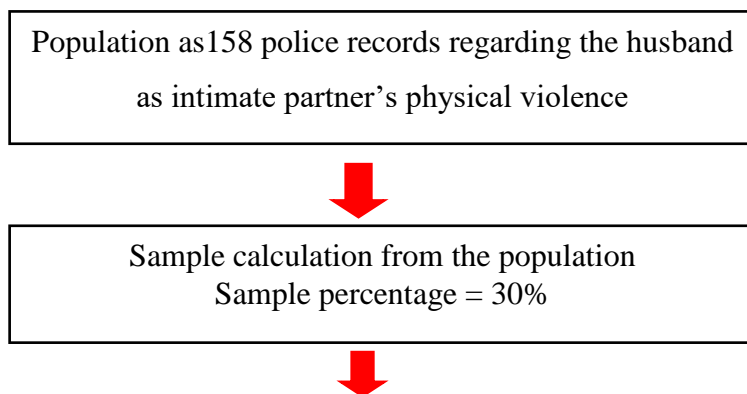 Population as158 police records regarding the husband
as intimate partner’s physical violence
Sample calculation from the population
Sample percentage = 30%